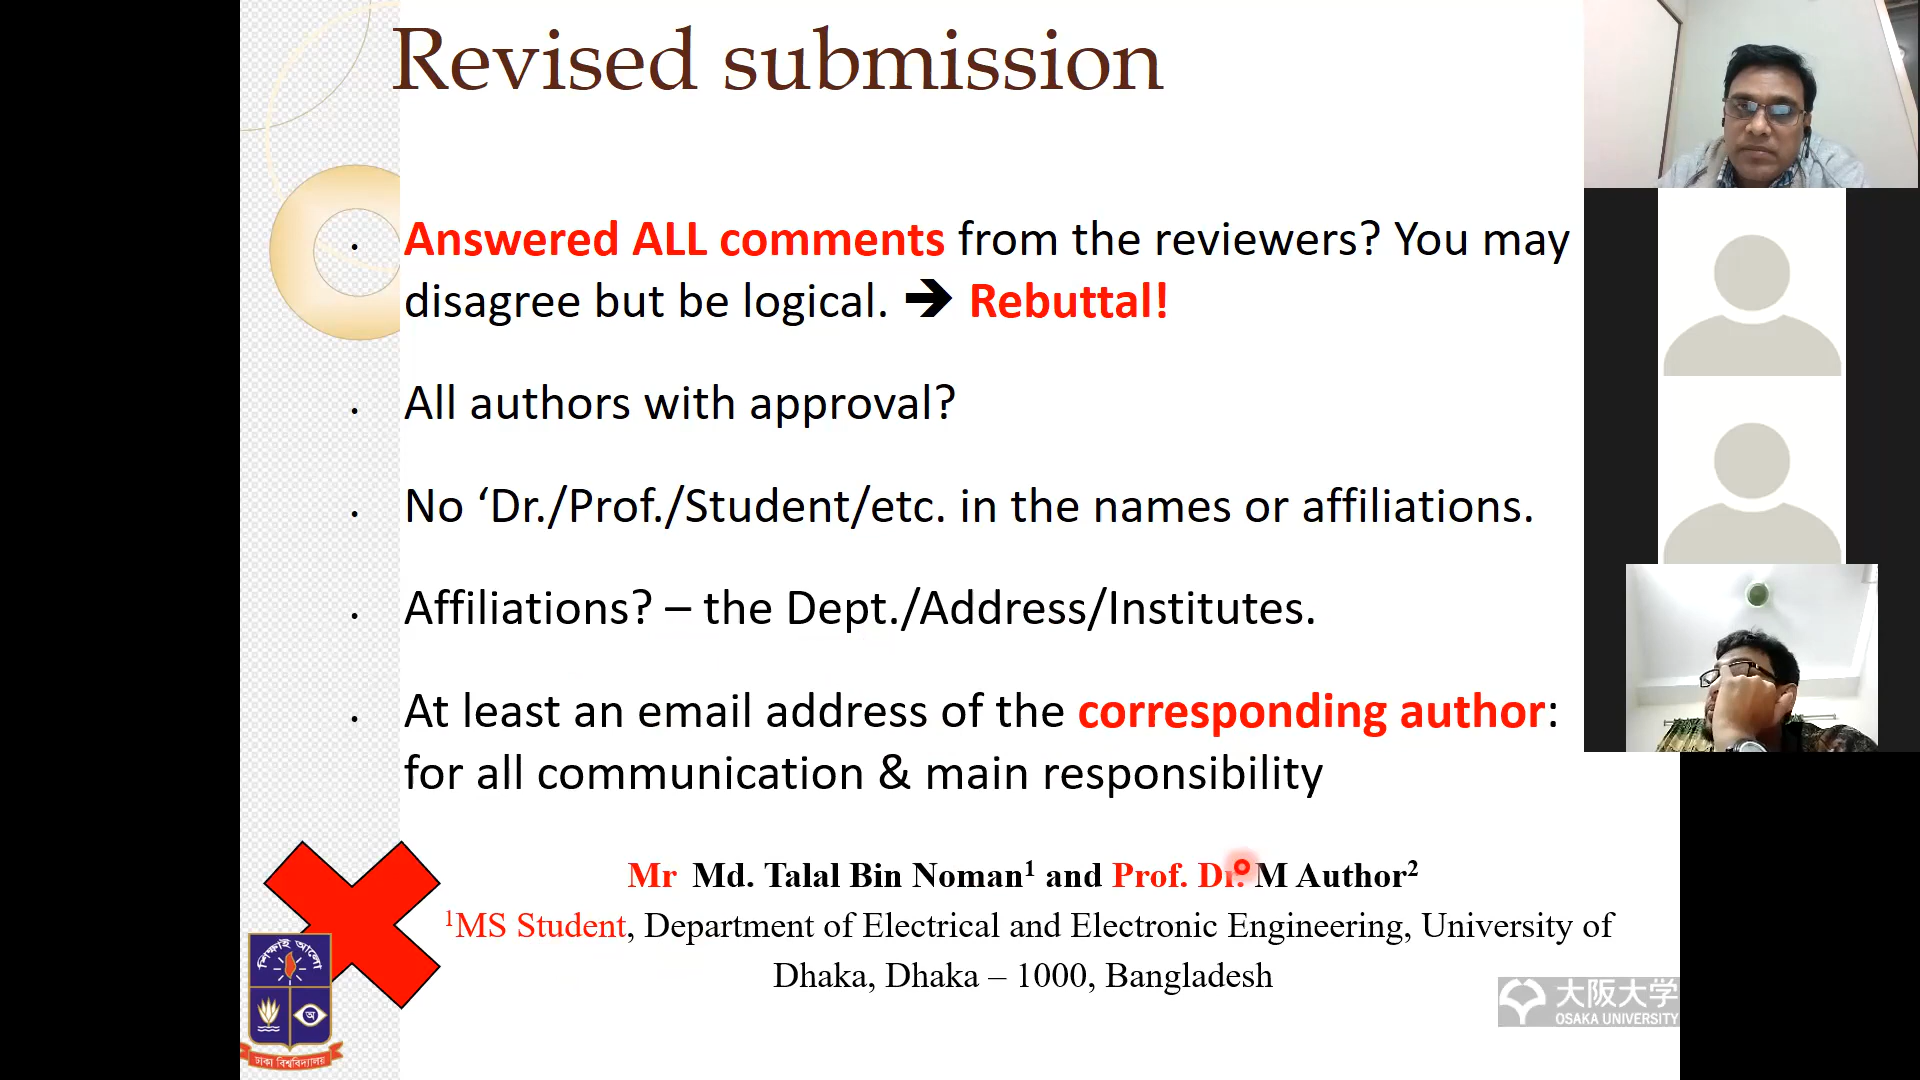 Revised submission
• Answered ALL comments from the reviewers? You may
disagree but be logical. ➔ Rebuttal!
• All authors with approval?
• No ‘Dr./Prof./Student/etc. in the names or affiliations.
• Affiliations? – the Dept./Address/Institutes.
• At least an email address of the corresponding author:
for all communication & main responsibility
Mr Md. Talal Bin Noman¹ and Prof. Dr. M Author²
¹MS Student, Department of Electrical and Electronic Engineering, University of
Dhaka, Dhaka – 1000, Bangladesh
শিক্ষাই আলো
অ
ঢাকা বিশ্ববিদ্যালয়
大阪大学
OSAKA UNIVERSITY